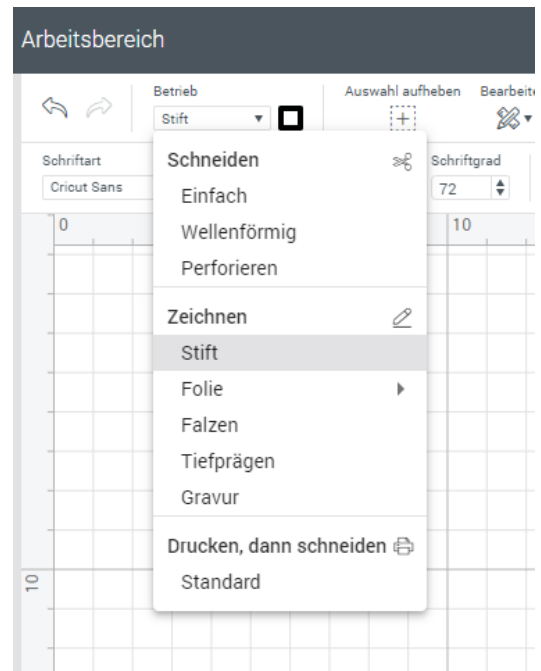 Arbeitsbereich
Betrieb
Auswahl aufheben
Bearbeite
Stift
Schriftart
Schriftgrad
Cricut Sans
72
Schneiden
Einfach
Wellenförmig
Perforieren
Zeichnen
Stift
Folie
Falzen
Tiefprägen
Gravur
Drucken, dann schneiden
Standard
0
10
10